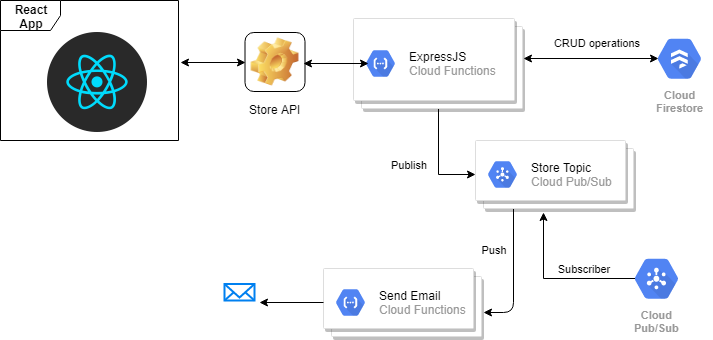 React
App
Store API
ExpressJS
Cloud Functions
CRUD operations
Cloud
Firestore
Publish
Store Topic
Cloud Pub/Sub
Push
Subscriber
Send Email
Cloud Functions
Cloud
Pub/Sub